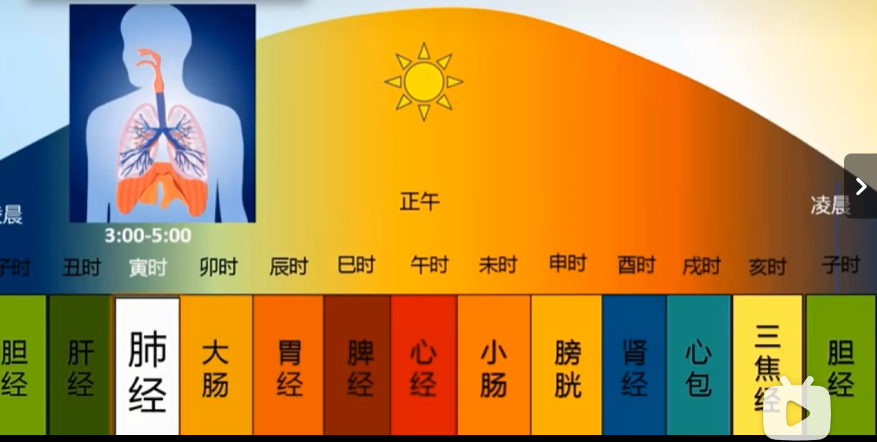 正午
晨
凌晨
3:00-5:00
子时 丑时 寅时 卯时 辰时 巳时 午时 未时 申时 酉时 戌时 亥时 子时
胆经 肝经 肺经 大肠 胃经 脾经 心经 小肠 膀胱 肾经 心包 三焦经 胆经